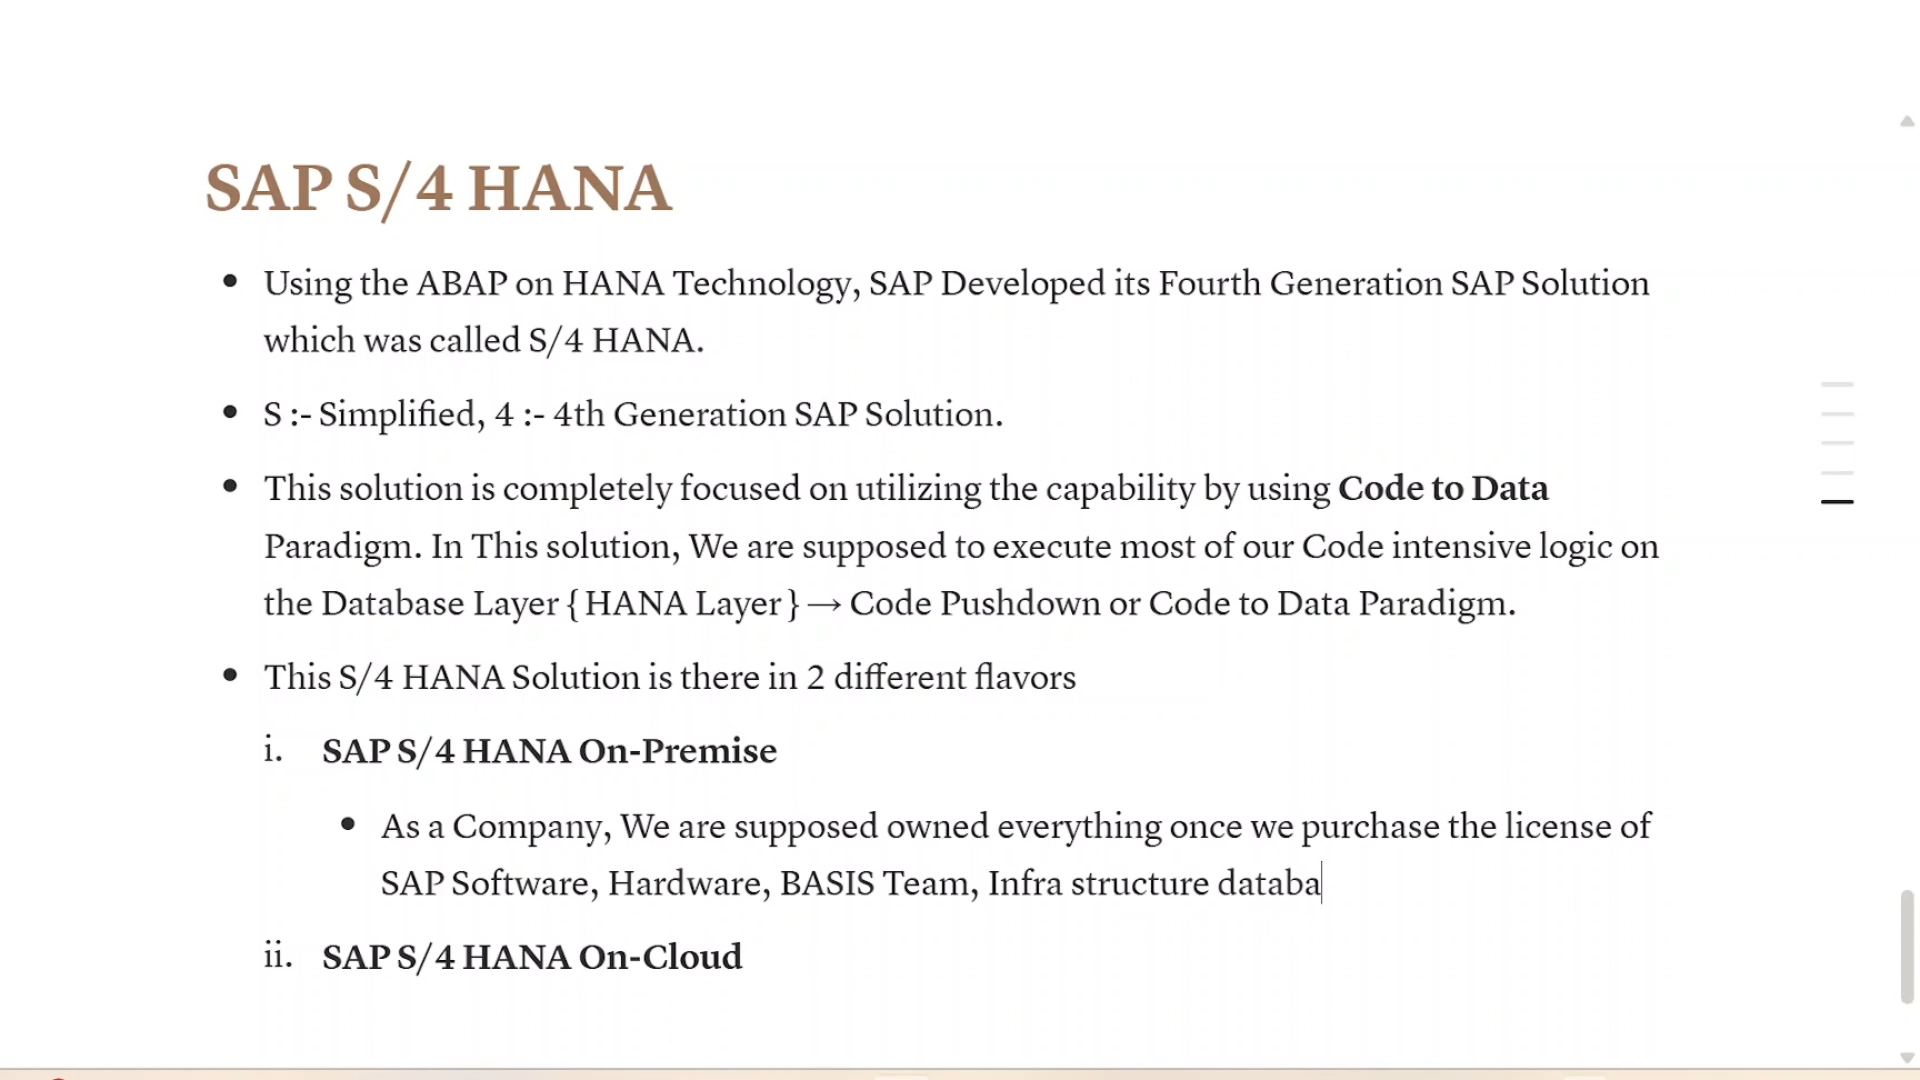 SAP S/4 HANA
• Using the ABAP on HANA Technology, SAP Developed its Fourth Generation SAP Solution
which was called S/4 HANA.
• S :- Simplified, 4 :- 4th Generation SAP Solution.
• This solution is completely focused on utilizing the capability by using Code to Data
Paradigm. In This solution, We are supposed to execute most of our Code intensive logic on
the Database Layer { HANA Layer } → Code Pushdown or Code to Data Paradigm.
• This S/4 HANA Solution is there in 2 different flavors
i. SAP S/4 HANA On-Premise
• As a Company, We are supposed owned everything once we purchase the license of
SAP Software, Hardware, BASIS Team, Infra structure databa
ii. SAP S/4 HANA On-Cloud